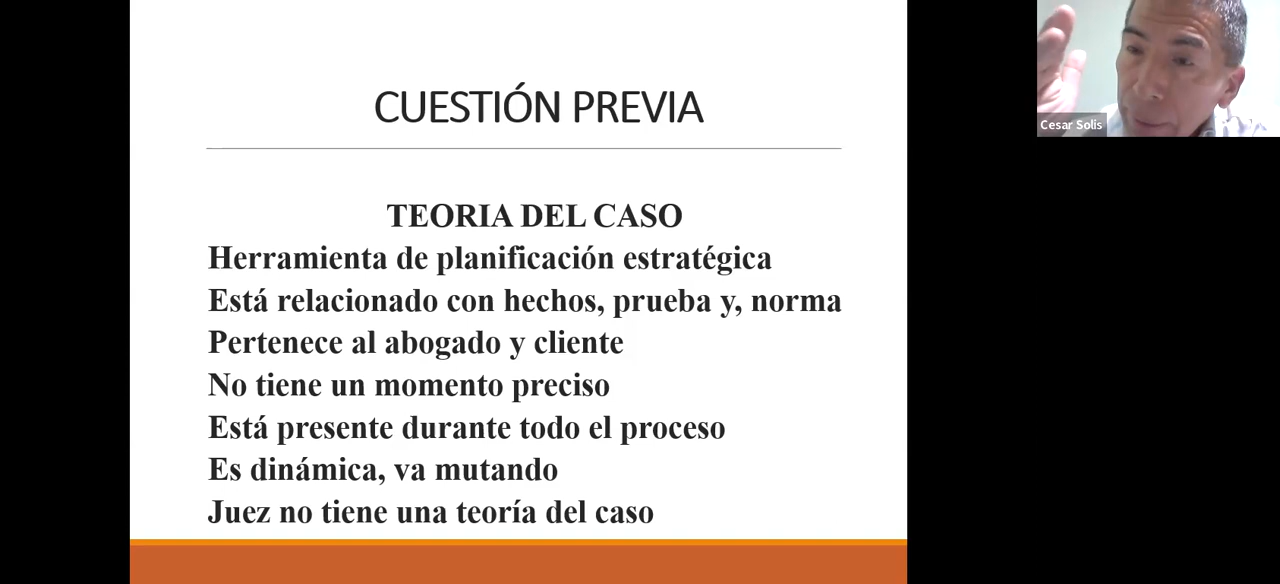 CUESTIÓN PREVIA
TEORIA DEL CASO
Herramienta de planificación estratégica
Está relacionado con hechos, prueba y, norma
Pertenece al abogado y cliente
No tiene un momento preciso
Está presente durante todo el proceso
Es dinámica, va mutando
Juez no tiene una teoría del caso
Cesar Solis